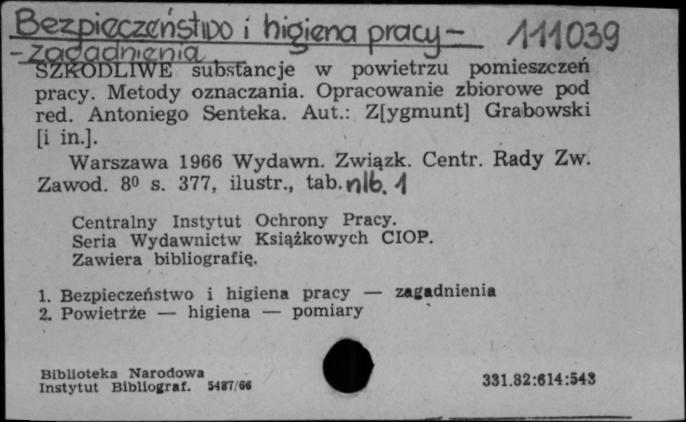 Bezpieczeństwo i higiena pracy - 111039
- zagadnienia
SZKODLIWE substancje w powietrzu pomieszczeń
pracy. Metody oznaczania. Opracowanie zbiorowe pod
red. Antoniego Senteka. Aut.: Z[ygmunt] Grabowski
[i in.].
Warszawa 1966 Wydawn. Związk. Centr. Rady Zw.
Zawod. 8⁰ s. 377, ilustr., tab. nlb. 1
Centralny Instytut Ochrony Pracy.
Seria Wydawnictw Książkowych CIOP.
Zawiera bibliografię.
1. Bezpieczeństwo i higiena pracy — zagadnienia
2. Powietrze — higiena — pomiary
Biblioteka Narodowa
Instytut Bibliograf. 5487/66
331.82:614:543